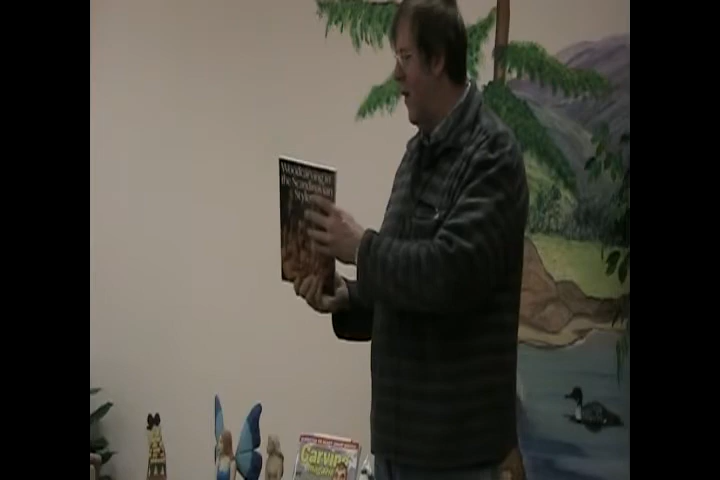 Woodcarving in
the Scandinavian
Style
Carving